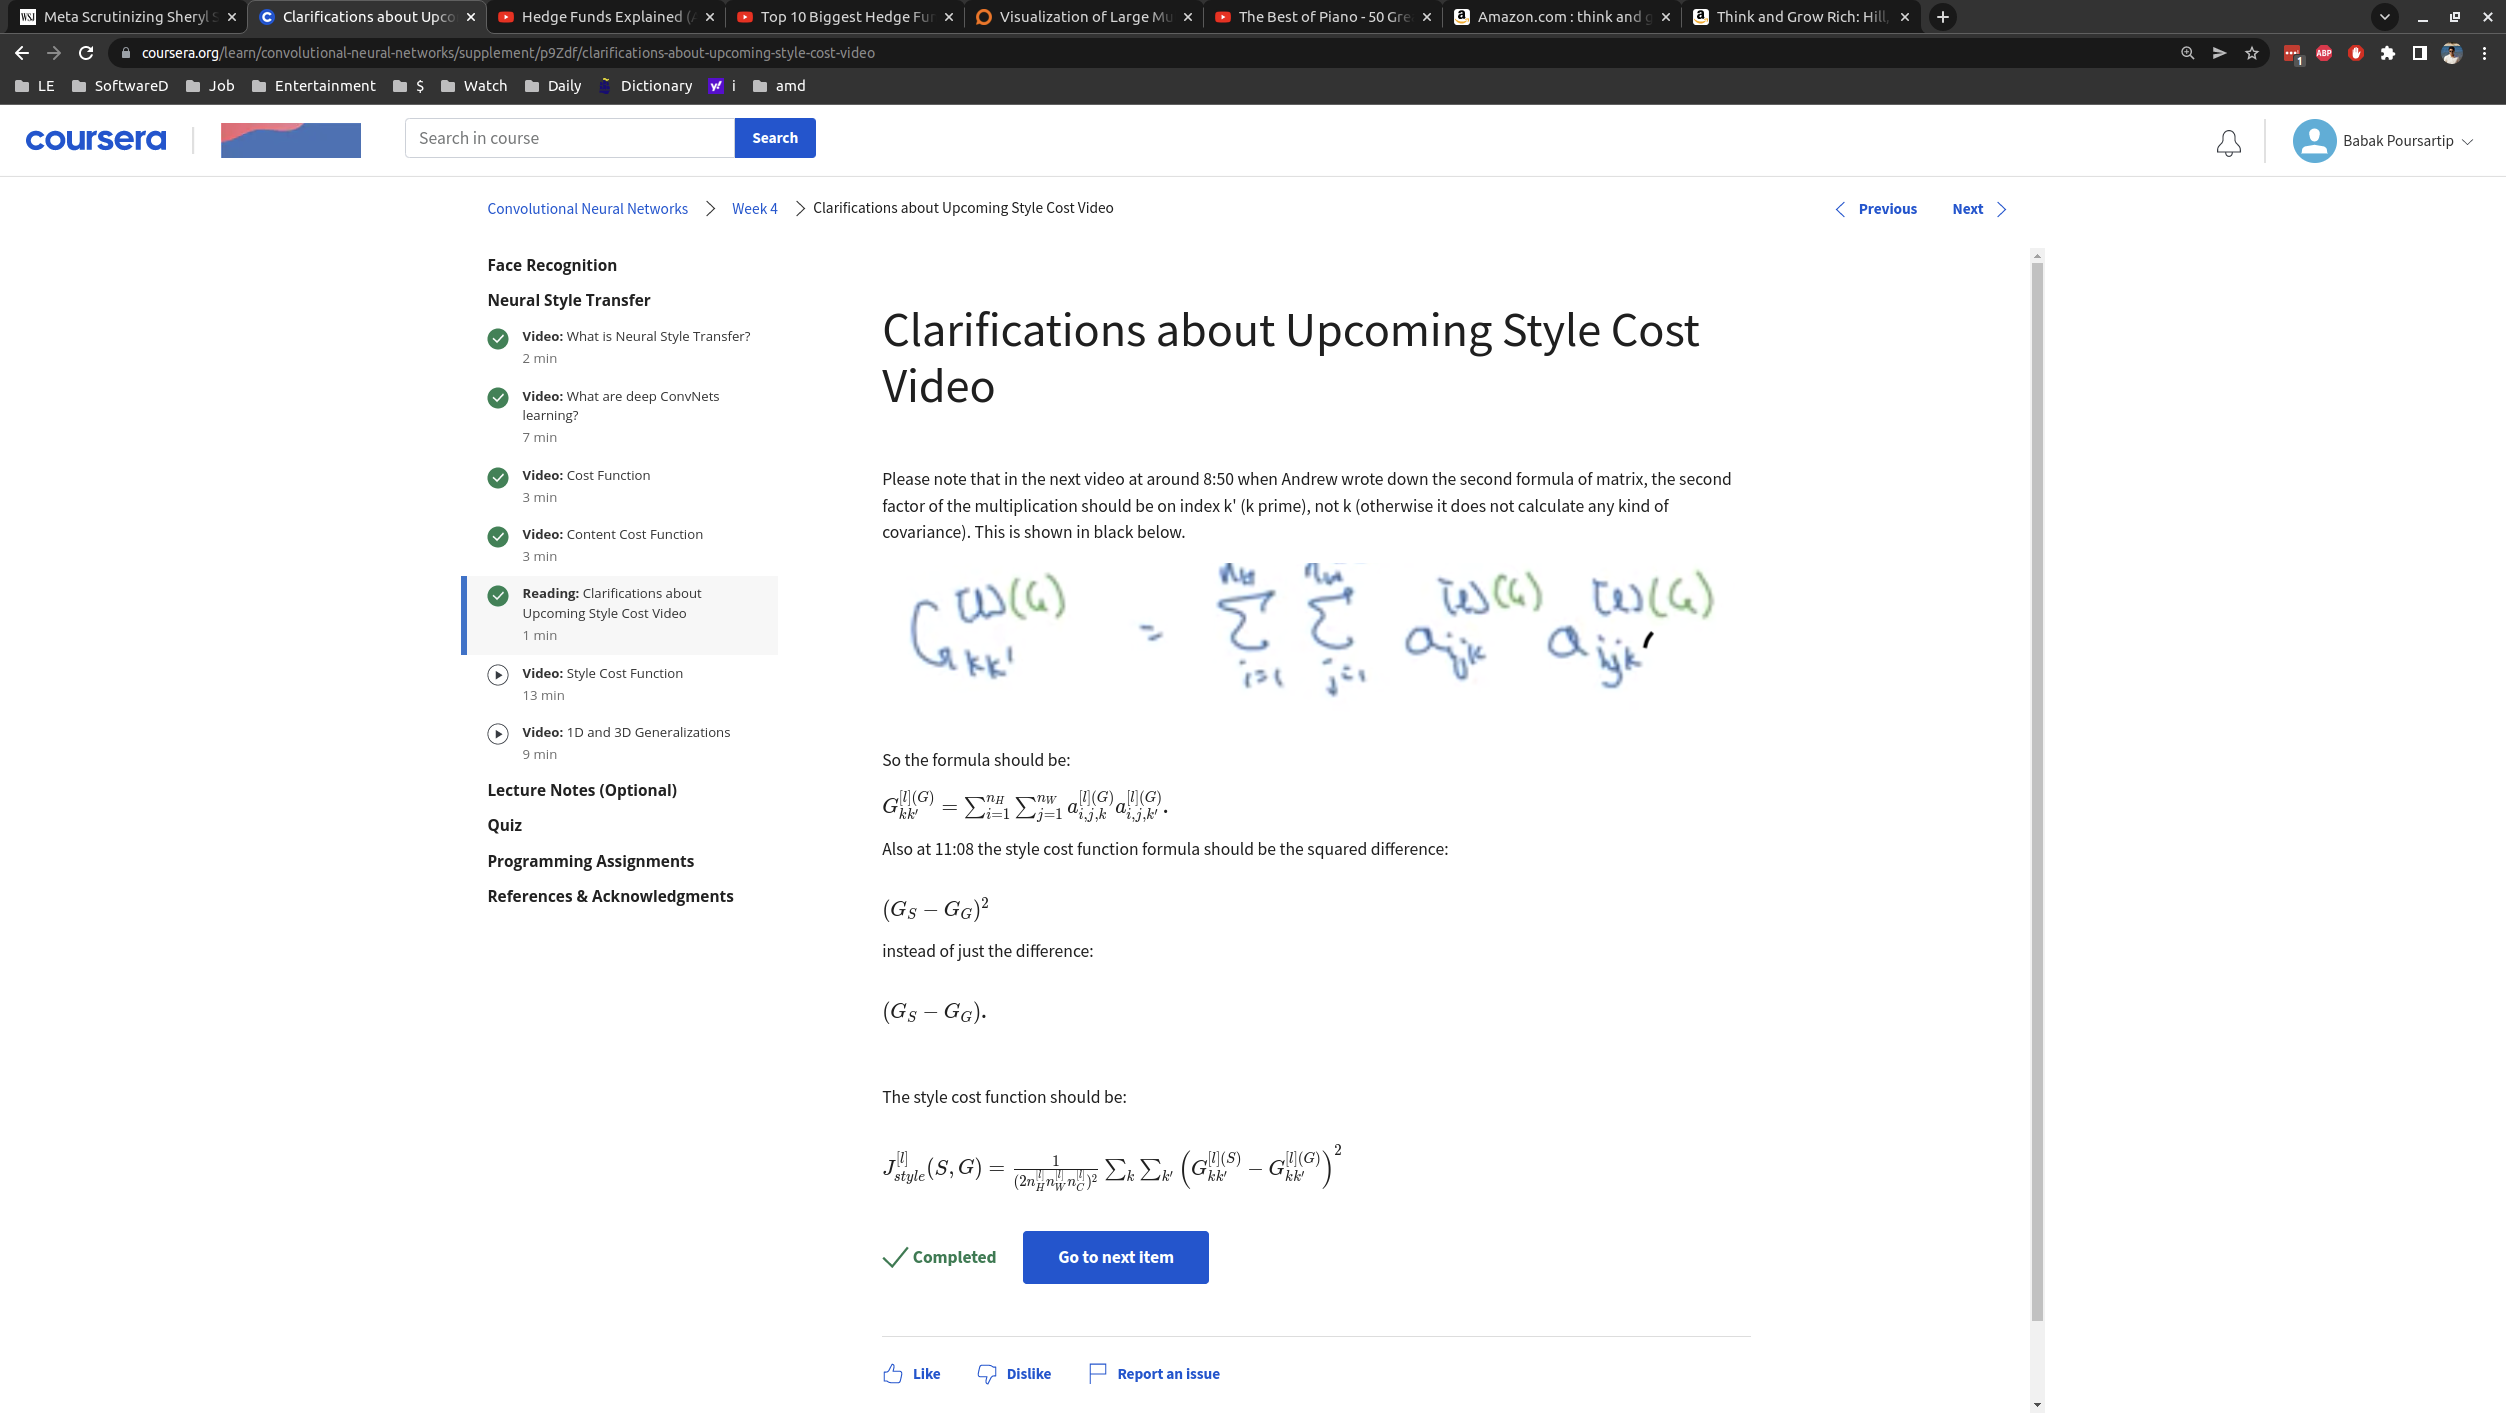 Meta Scrutinizing Sheryl S
Clarifications about Upco
Hedge Funds Explained (
Top 10 Biggest Hedge Fu
Visualization of Large Mu
The Best of Piano - 50 Gre
Amazon.com : think and g
Think and Grow Rich: Hill,
coursera.org/learn/convolutional-neural-networks/supplement/p9Zdf/clarifications-about-upcoming-style-cost-video
1
ABP
LE SoftwareD Job Entertainment $ Watch Daily Dictionary i amd
coursera
Search in course
Search
Babak Poursartip
Convolutional Neural Networks > Week 4 > Clarifications about Upcoming Style Cost Video
Previous Next
Face Recognition
Neural Style Transfer
Video: What is Neural Style Transfer?
2 min
Video: What are deep ConvNets
learning?
7 min
Video: Cost Function
3 min
Video: Content Cost Function
3 min
Reading: Clarifications about
Upcoming Style Cost Video
1 min
Video: Style Cost Function
13 min
Video: 1D and 3D Generalizations
9 min
Lecture Notes (Optional)
Quiz
Programming Assignments
References & Acknowledgments
Clarifications about Upcoming Style Cost
Video
Please note that in the next video at around 8:50 when Andrew wrote down the second formula of matrix, the second
factor of the multiplication should be on index k' (k prime), not k (otherwise it does not calculate any kind of
covariance). This is shown in black below.
G_{kk'}^{[l](G)} = \sum_{i=1}^{n_H} \sum_{j=1}^{n_W} a_{ijk}^{[l](G)} a_{ijk'}^{[l](G)}
So the formula should be:
G_{kk'}^{[l](G)} = \sum_{i=1}^{n_H} \sum_{j=1}^{n_W} a_{i,j,k}^{[l](G)} a_{i,j,k'}^{[l](G)}.
Also at 11:08 the style cost function formula should be the squared difference:
(G_S − G_G)^2
instead of just the difference:
(G_S − G_G).
The style cost function should be:
J_{style}^{[l]}(S, G) = \frac{1}{(2n_H^{[l]} n_W^{[l]} n_C^{[l]})^2} \sum_k \sum_{k'} (G_{kk'}^{[l](S)} − G_{kk'}^{[l](G)})^2
Completed
Go to next item
Like Dislike Report an issue